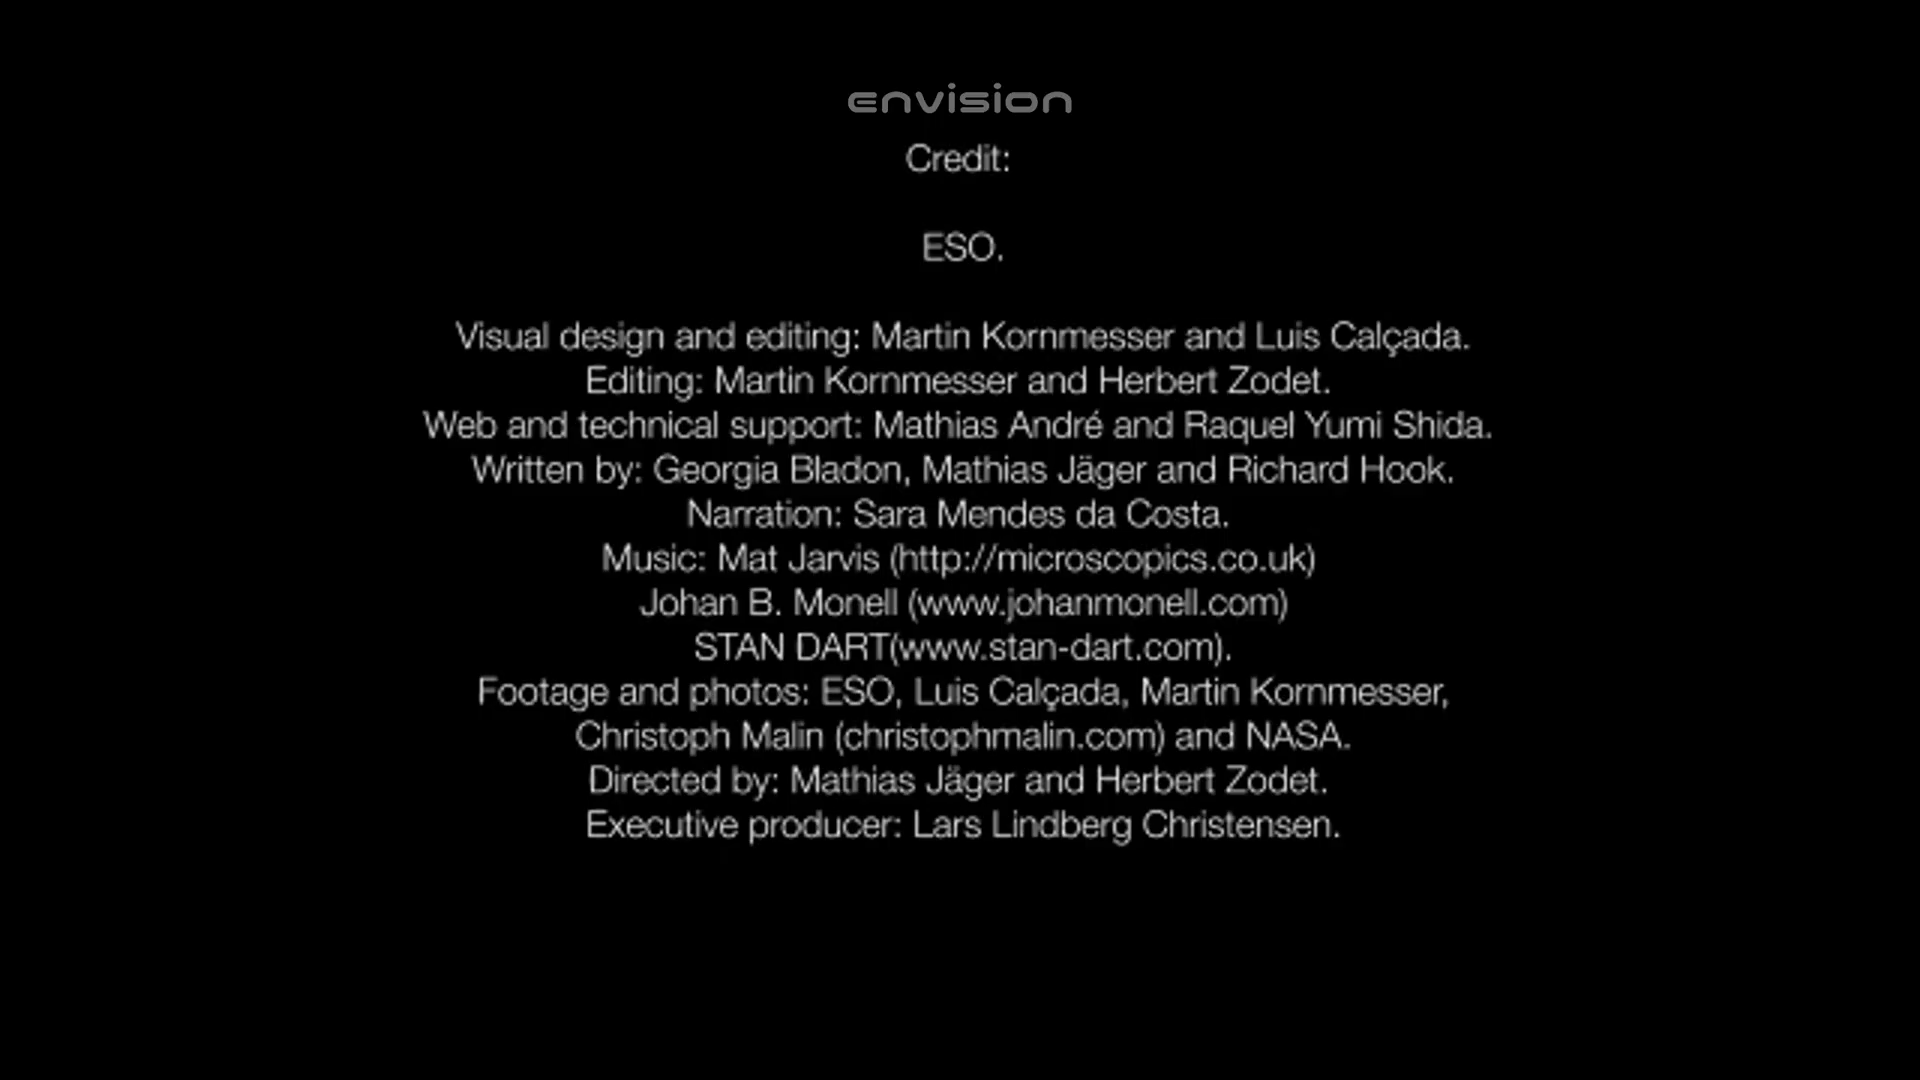 envision
Credit:
ESO.
Visual design and editing: Martin Kornmesser and Luis Calçada.
Editing: Martin Kornmesser and Herbert Zodet.
Web and technical support: Mathias André and Raquel Yumi Shida.
Written by: Georgia Bladon, Mathias Jäger and Richard Hook.
Narration: Sara Mendes da Costa.
Music: Mat Jarvis (http://microscopics.co.uk)
Johan B. Monell (www.johanmonell.com)
STAN DART(www.stan-dart.com).
Footage and photos: ESO, Luis Calçada, Martin Kornmesser,
Christoph Malin (christophmalin.com) and NASA.
Directed by: Mathias Jäger and Herbert Zodet.
Executive producer: Lars Lindberg Christensen.